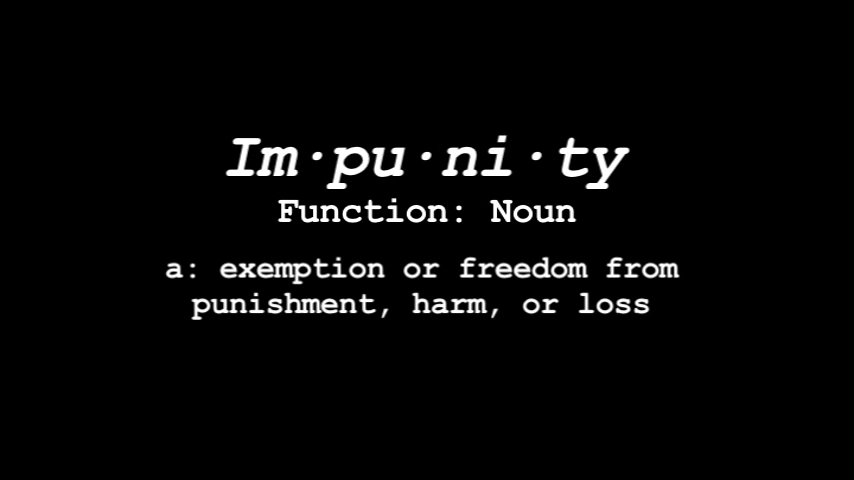 Im·pu·ni·ty
Function: Noun
a: exemption or freedom from
punishment, harm, or loss